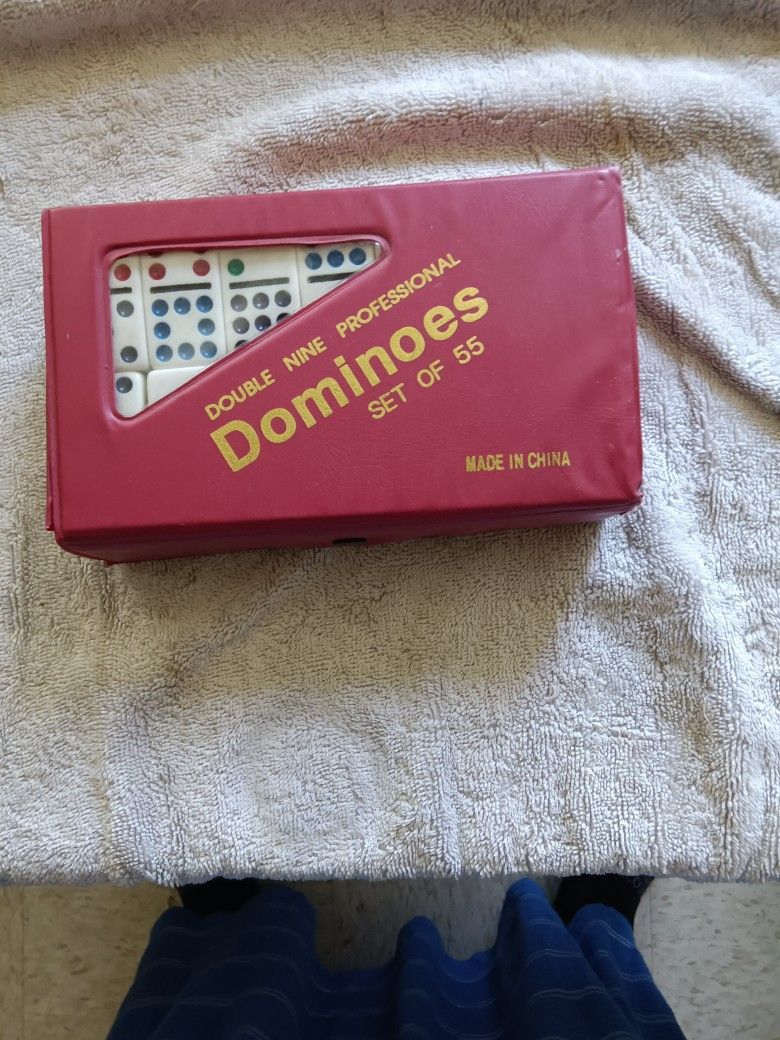 DOUBLE NINE PROFESSIONAL
Dominoes
SET OF 55
MADE IN CHINA